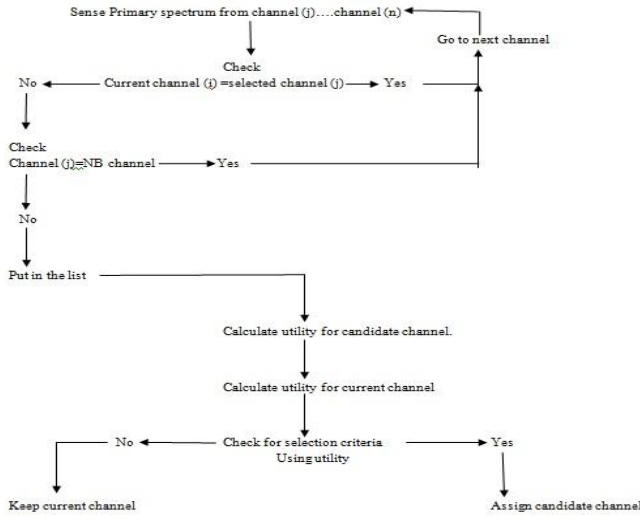 Sense Primary spectrum from channel (j)....channel (n)
Go to next channel
Check
No
Current channel (i) =selected channel (j)
Yes
Check
Channel (j)=NB channel
Yes
No
Put in the list
Calculate utility for candidate channel.
Calculate utility for current channel
No
Check for selection criteria
Using utility
Yes
Keep current channel
Assign candidate channel